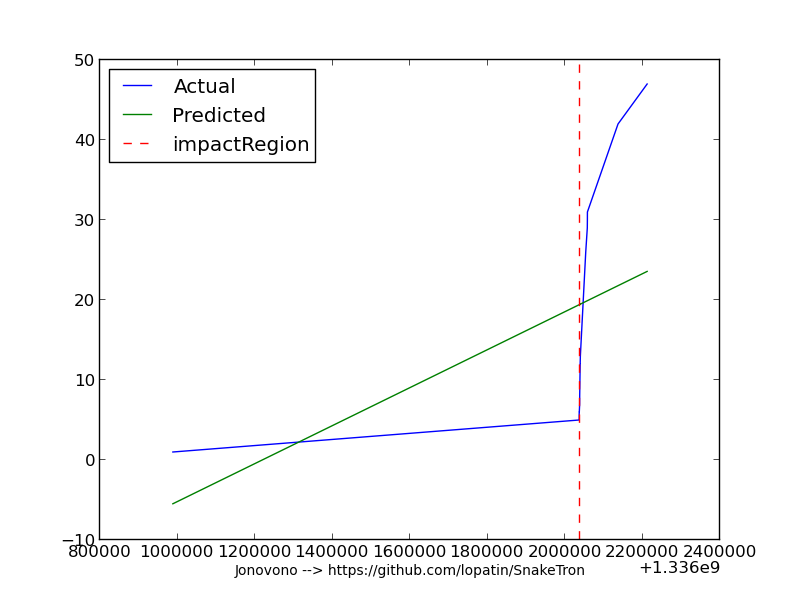 50
40
30
20
10
0
−10
Actual
Predicted
impactRegion
800000 1000000 1200000 1400000 1600000 1800000 2000000 2200000 2400000
+1.336e9
Jonovono --> https://github.com/lopatin/SnakeTron